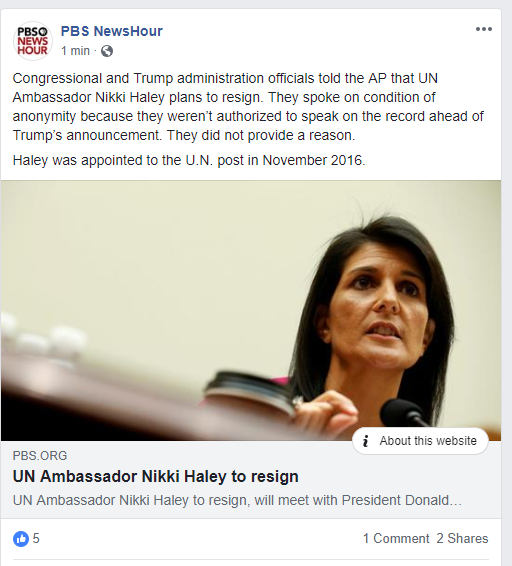 PBS
NEWS
HOUR
PBS NewsHour
1 min ·
Congressional and Trump administration officials told the AP that UN
Ambassador Nikki Haley plans to resign. They spoke on condition of
anonymity because they weren’t authorized to speak on the record ahead of
Trump’s announcement. They did not provide a reason.
Haley was appointed to the U.N. post in November 2016.
i About this website
PBS.ORG
UN Ambassador Nikki Haley to resign
UN Ambassador Nikki Haley to resign, will meet with President Donald…
5
1 Comment 2 Shares